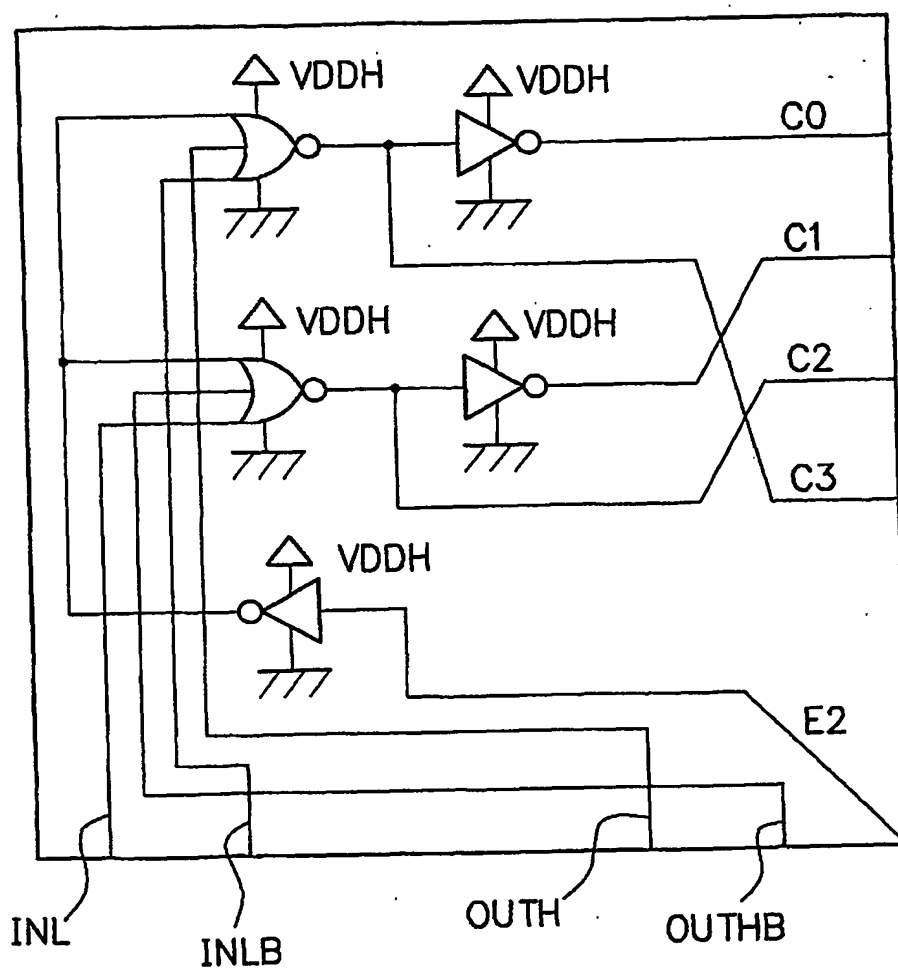 VDDH
VDDH
C0
C1
VDDH
VDDH
C2
C3
VDDH
E2
INL
INLB
OUTH
OUTHB